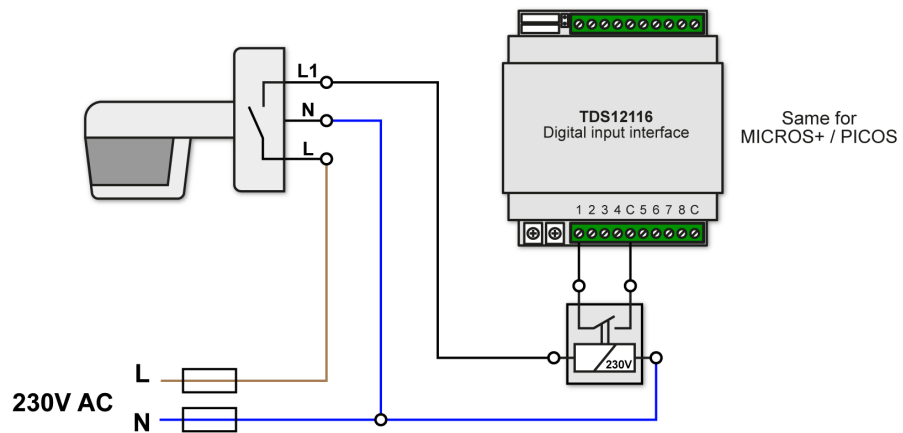 L1
N
L
TDS12116
Digital input interface
Same for
MICROS+ / PICOS
1 2 3 4 C 5 6 7 8 C
230V
L
230V AC
N